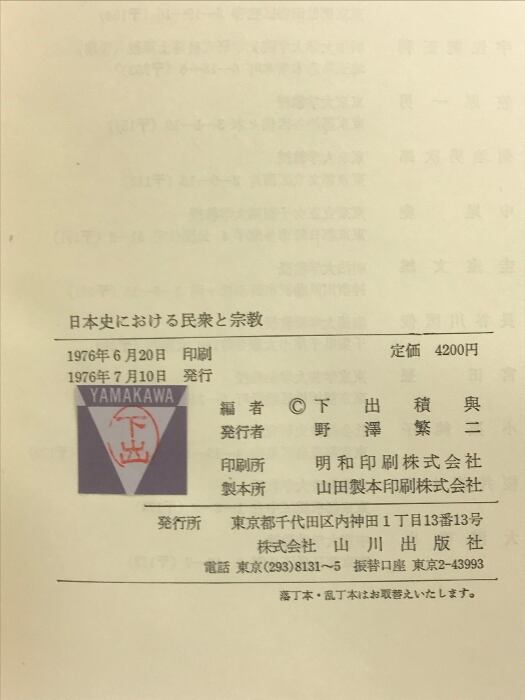 日本史における民衆と宗教
1976年6月20日 印刷
定価 4200円
1976年7月10日 発行
YAMAKAWA
下出
編者 © 下出積與
発行者 野澤繁二
印刷所 明和印刷株式会社
製本所 山田製本印刷株式会社
発行所 東京都千代田区内神田1丁目13番13号
株式会社 山川出版社
電話 東京(293)8131〜5 振替口座 東京2-43993
落丁本・乱丁本はお取替えいたします。